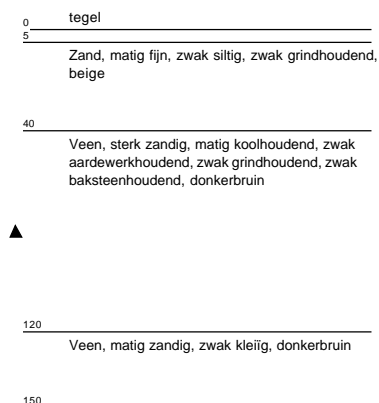 0 tegel
5
Zand, matig fijn, zwak siltig, zwak grindhoudend,
beige
40
Veen, sterk zandig, matig koolhoudend, zwak
aardewerkhoudend, zwak grindhoudend, zwak
baksteenhoudend, donkerbruin
120
Veen, matig zandig, zwak kleiïg, donkerbruin
150